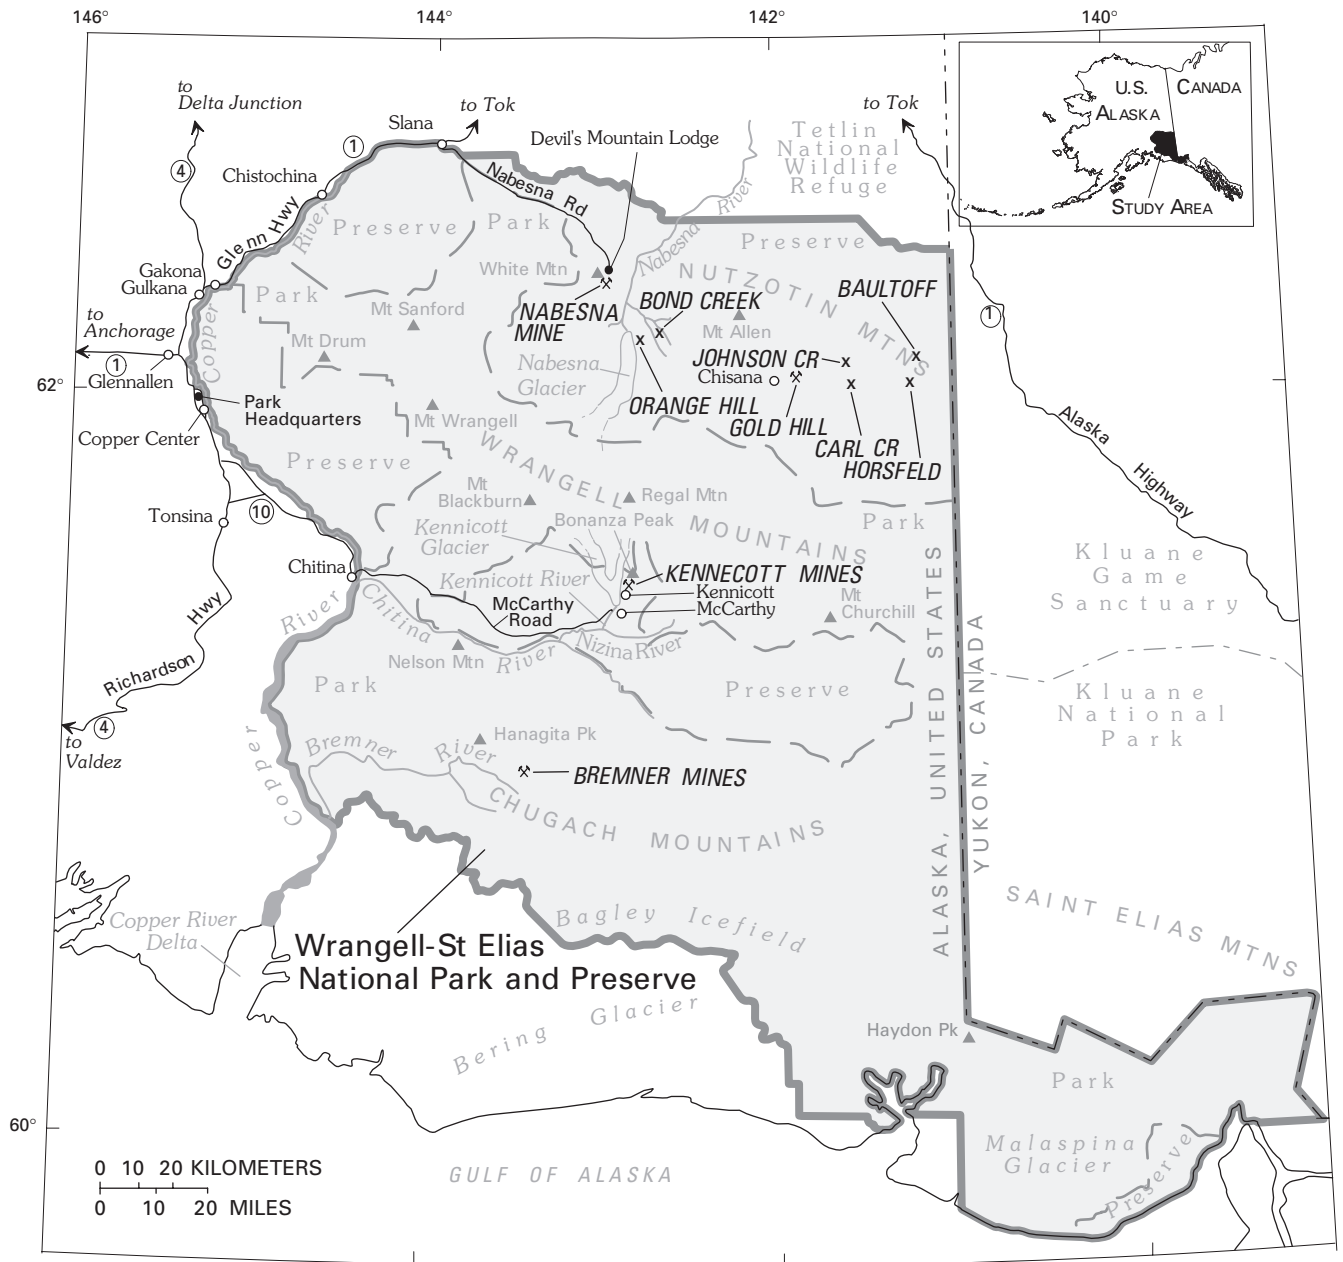 146°
144°
142°
140°
to
Delta Junction
to Tok
to Tok
U.S.
CANADA
ALASKA
STUDY AREA
Slana
Devil's Mountain Lodge
Tetlin
National
Wildlife
Refuge
1
4
Chistochina
Nabesna Rd
River
Glenn Hwy
River
Preserve
Park
Nabesna
Preserve
Gakona
Gulkana
White Mtn
NUTZOTIN MTNS
BAULTOFF
Park
NABESNA
MINE
BOND CREEK
Mt Sanford
Mt Allen
to
Anchorage
1
Mt Drum
Copper
JOHNSON CR
Chisana
1
62°
Glennallen
Nabesna
Glacier
Park
Headquarters
ORANGE HILL
GOLD HILL
Mt Wrangell
Copper Center
CARL CR
HORSFELD
Alaska
Highway
Preserve
WRANGELL
MOUNTAINS
Mt
Blackburn
Regal Mtn
Tonsina
10
Kennicott
Glacier
Bonanza Peak
Park
Kluane
Game
Sanctuary
Chitina
Kennicott River
KENNECOTT MINES
Kennicott
McCarthy
McCarthy
Road
Mt
Churchill
Hwy
River
Chitina
River
Nizina River
Nelson Mtn
Richardson
Park
Preserve
Kluane
National
Park
4
to
Valdez
Copper
Bremner
River
Hanagita Pk
BREMNER MINES
CHUGACH MOUNTAINS
ALASKA, UNITED STATES
YUKON, CANADA
SAINT ELIAS MTNS
Copper River
Delta
Bagley Icefield
Wrangell-St Elias
National Park and Preserve
Bering Glacier
Haydon Pk
Park
60°
Malaspina
Glacier
Preserve
0 10 20 KILOMETERS
0 10 20 MILES
GULF OF ALASKA